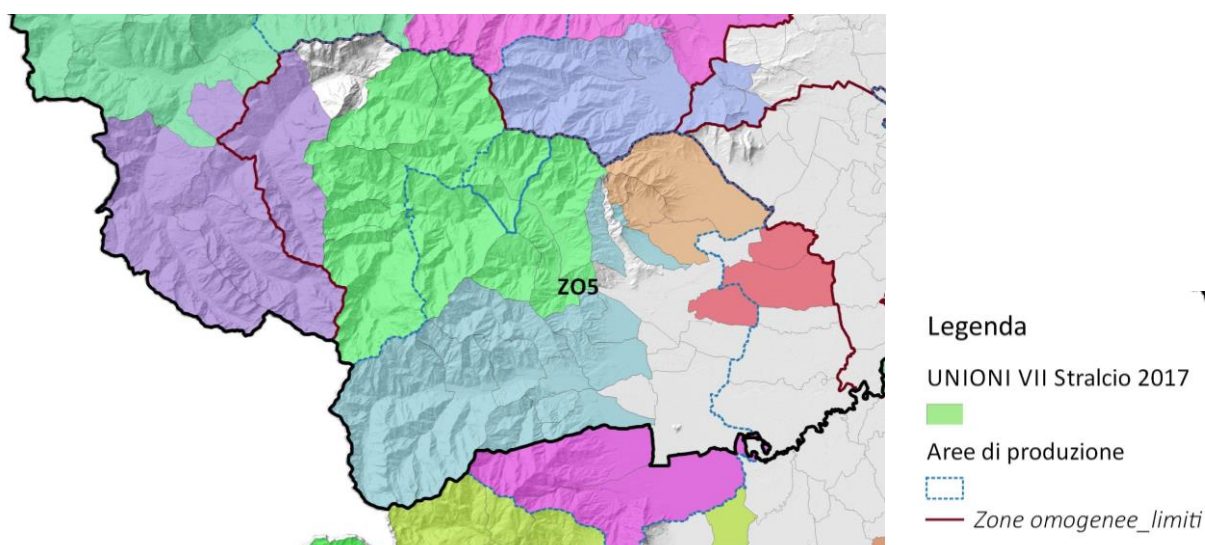 ZO5
Legenda
UNIONI VII Stralcio 2017
Aree di produzione
Zone omogenee_limiti